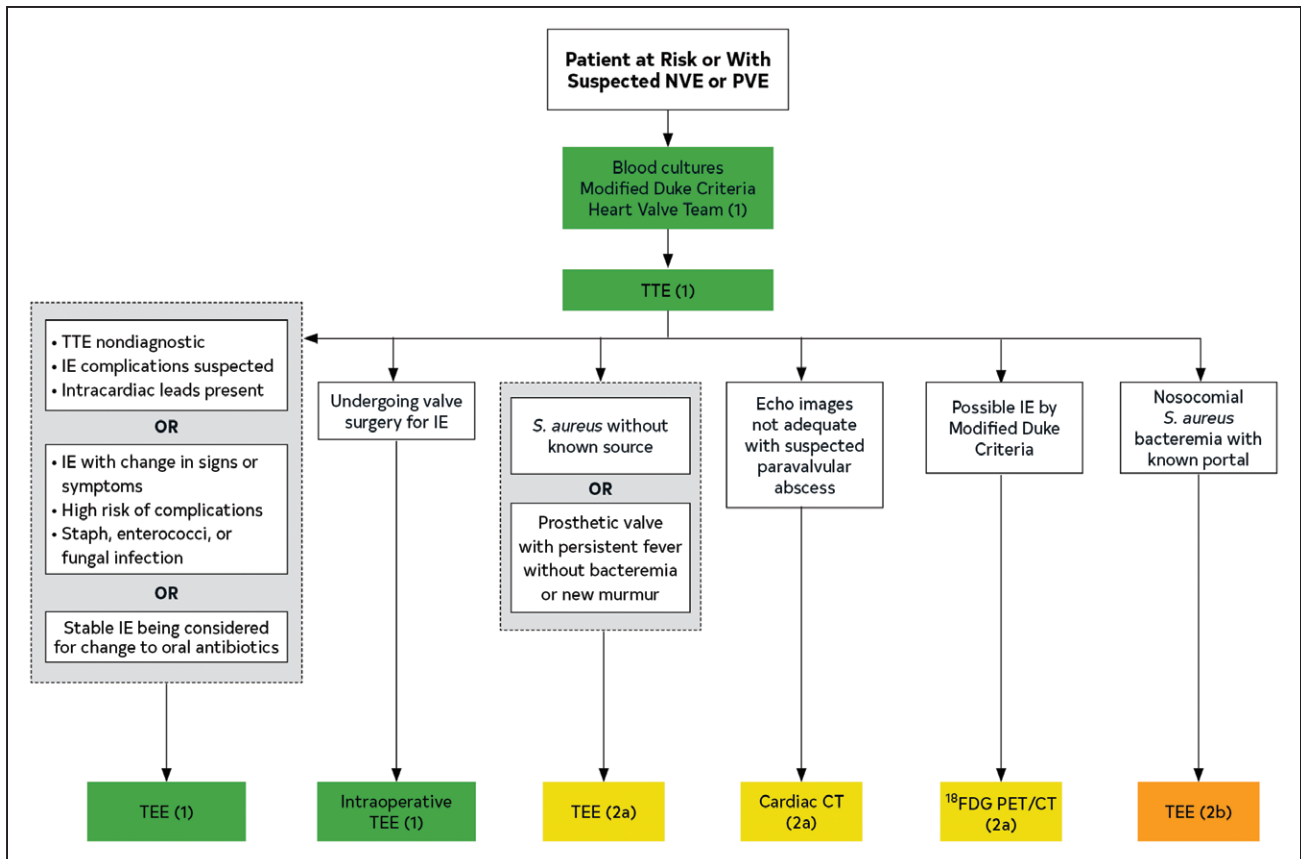 Patient at Risk or With
Suspected NVE or PVE
Blood cultures
Modified Duke Criteria
Heart Valve Team (1)
TTE (1)
• TTE nondiagnostic
• IE complications suspected
• Intracardiac leads present
OR
• IE with change in signs or
symptoms
• High risk of complications
• Staph, enterococci, or
fungal infection
OR
Stable IE being considered
for change to oral antibiotics
TEE (1)
Undergoing valve
surgery for IE
Intraoperative
TEE (1)
S. aureus without
known source
OR
Prosthetic valve
with persistent fever
without bacteremia
or new murmur
TEE (2a)
Echo images
not adequate
with suspected
paravalvular
abscess
Cardiac CT
(2a)
Possible IE by
Modified Duke
Criteria
¹⁸FDG PET/CT
(2a)
Nosocomial
S. aureus
bacteremia with
known portal
TEE (2b)